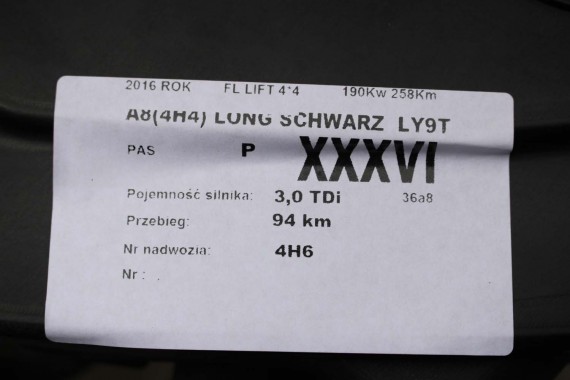 2016 ROK FL LIFT 4*4 190Kw 258Km
A8(4H4) LONG SCHWARZ LY9T
PAS P XXXVI
Pojemność silnika: 3,0 TDi 36a8
Przebieg: 94 km
Nr nadwozia: 4H6
Nr : .